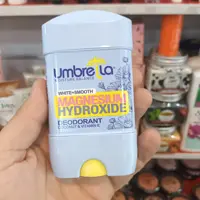 Umbrella
WHITE+SMOOTH
MAGNESIUM
HYDROXIDE
DEODORANT